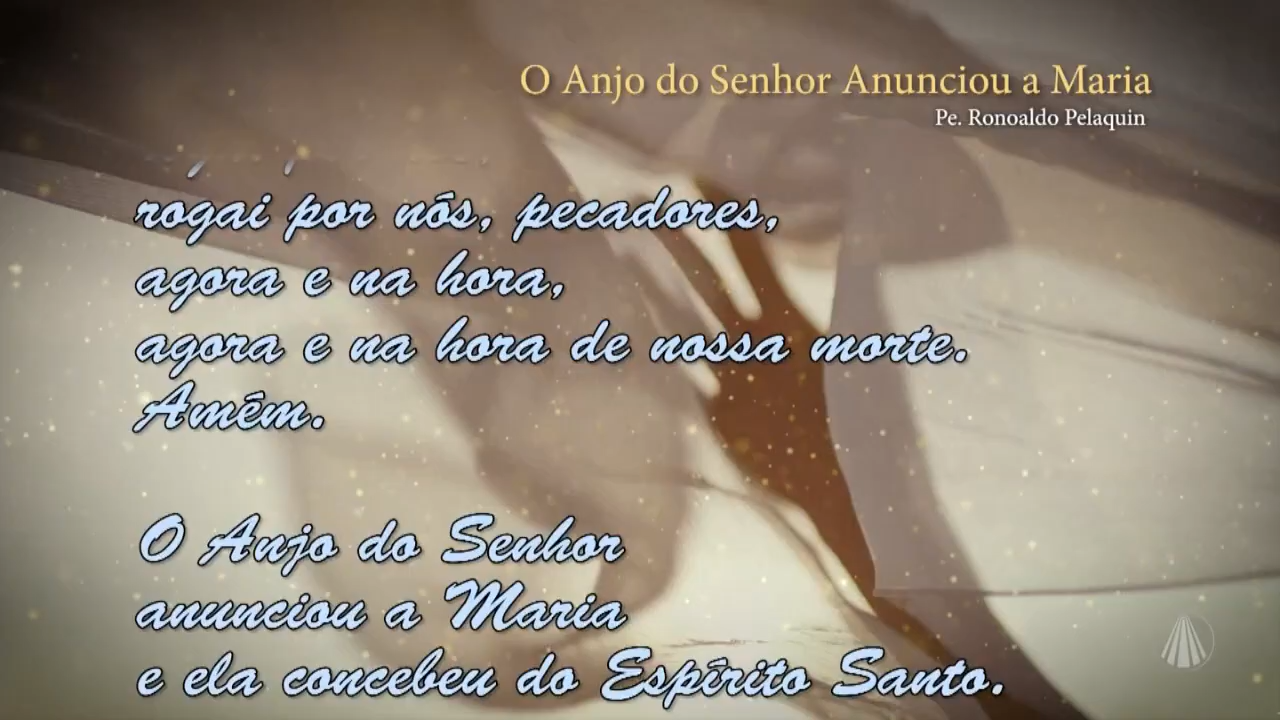 O Anjo do Senhor Anunciou a Maria
Pe. Ronoaldo Pelaquin
rogai por nós, pecadores,
agora e na hora,
agora e na hora de nossa morte.
Amém.
O Anjo do Senhor
anunciou a Maria
e ela concebeu do Espírito Santo.